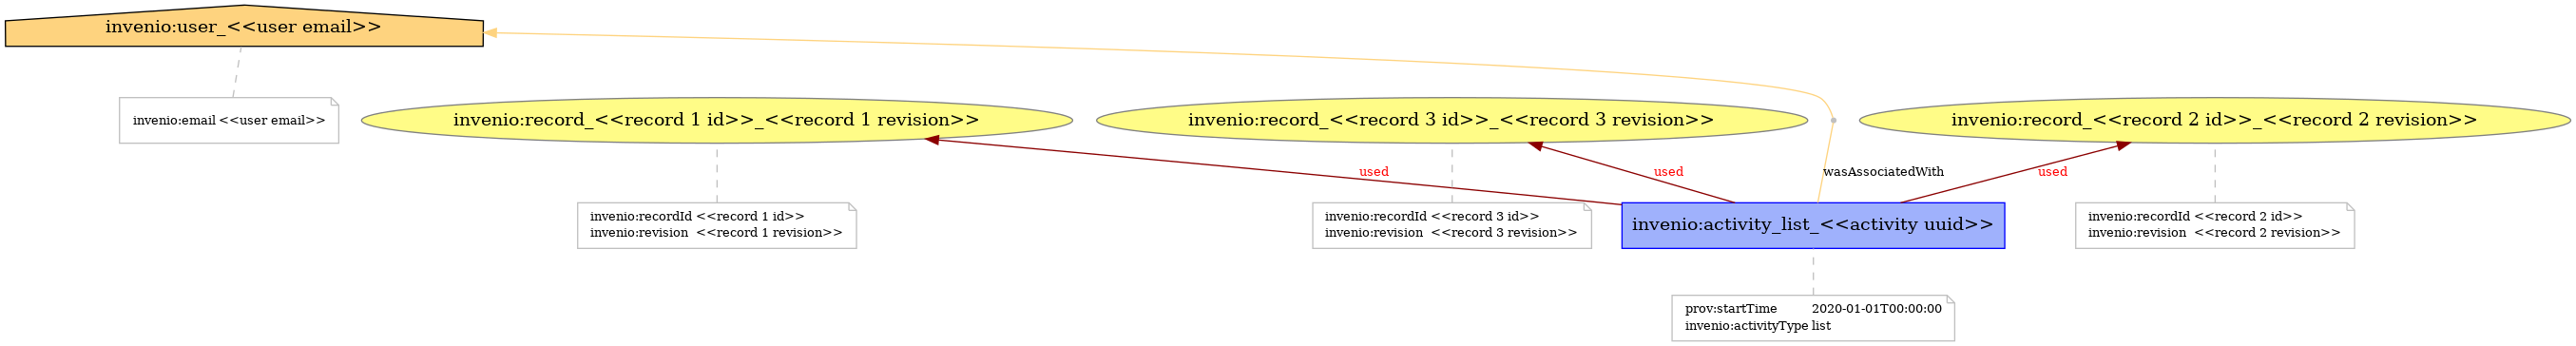 invenio:user_<<user email>>
invenio:email <<user email>>
invenio:record_<<record 1 id>>_<<record 1 revision>>
invenio:record_<<record 3 id>>_<<record 3 revision>>
invenio:record_<<record 2 id>>_<<record 2 revision>>
used
used
wasAssociatedWith
used
invenio:recordId <<record 1 id>>
invenio:revision <<record 1 revision>>
invenio:recordId <<record 3 id>>
invenio:revision <<record 3 revision>>
invenio:activity_list_<<activity uuid>>
invenio:recordId <<record 2 id>>
invenio:revision <<record 2 revision>>
prov:startTime 2020-01-01T00:00:00
invenio:activityType list